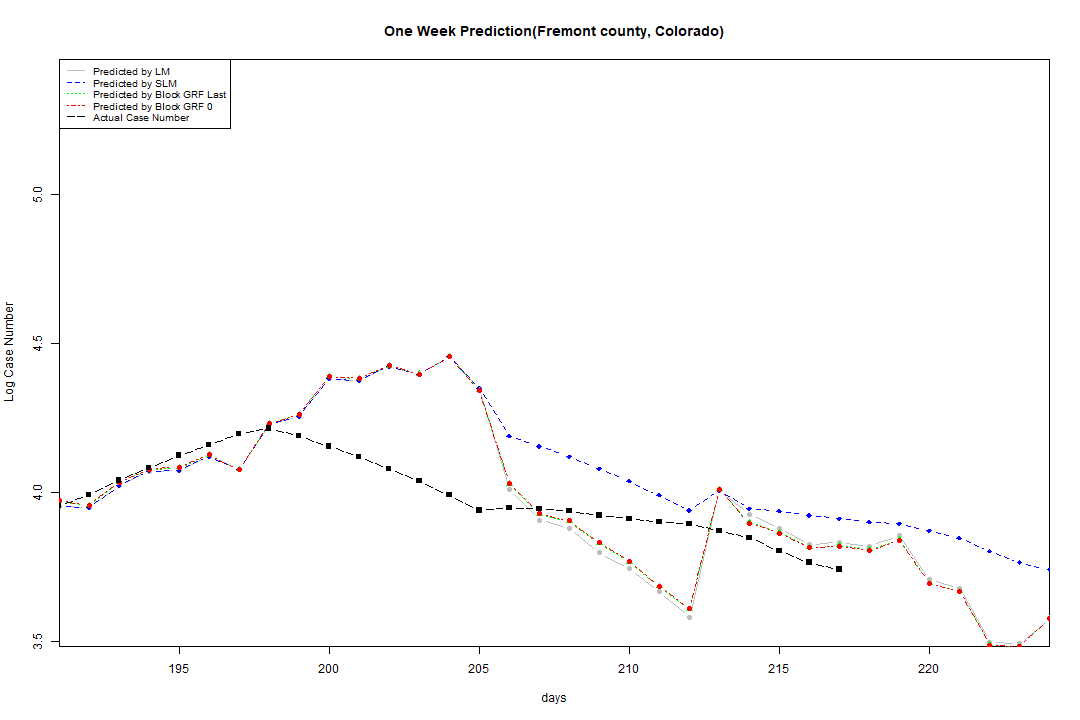 One Week Prediction(Fremont county, Colorado)
Predicted by LM
Predicted by SLM
Predicted by Block GRF Last
Predicted by Block GRF 0
Actual Case Number
5.0
4.5
4.0
3.5
Log Case Number
195 200 205 210 215 220
days